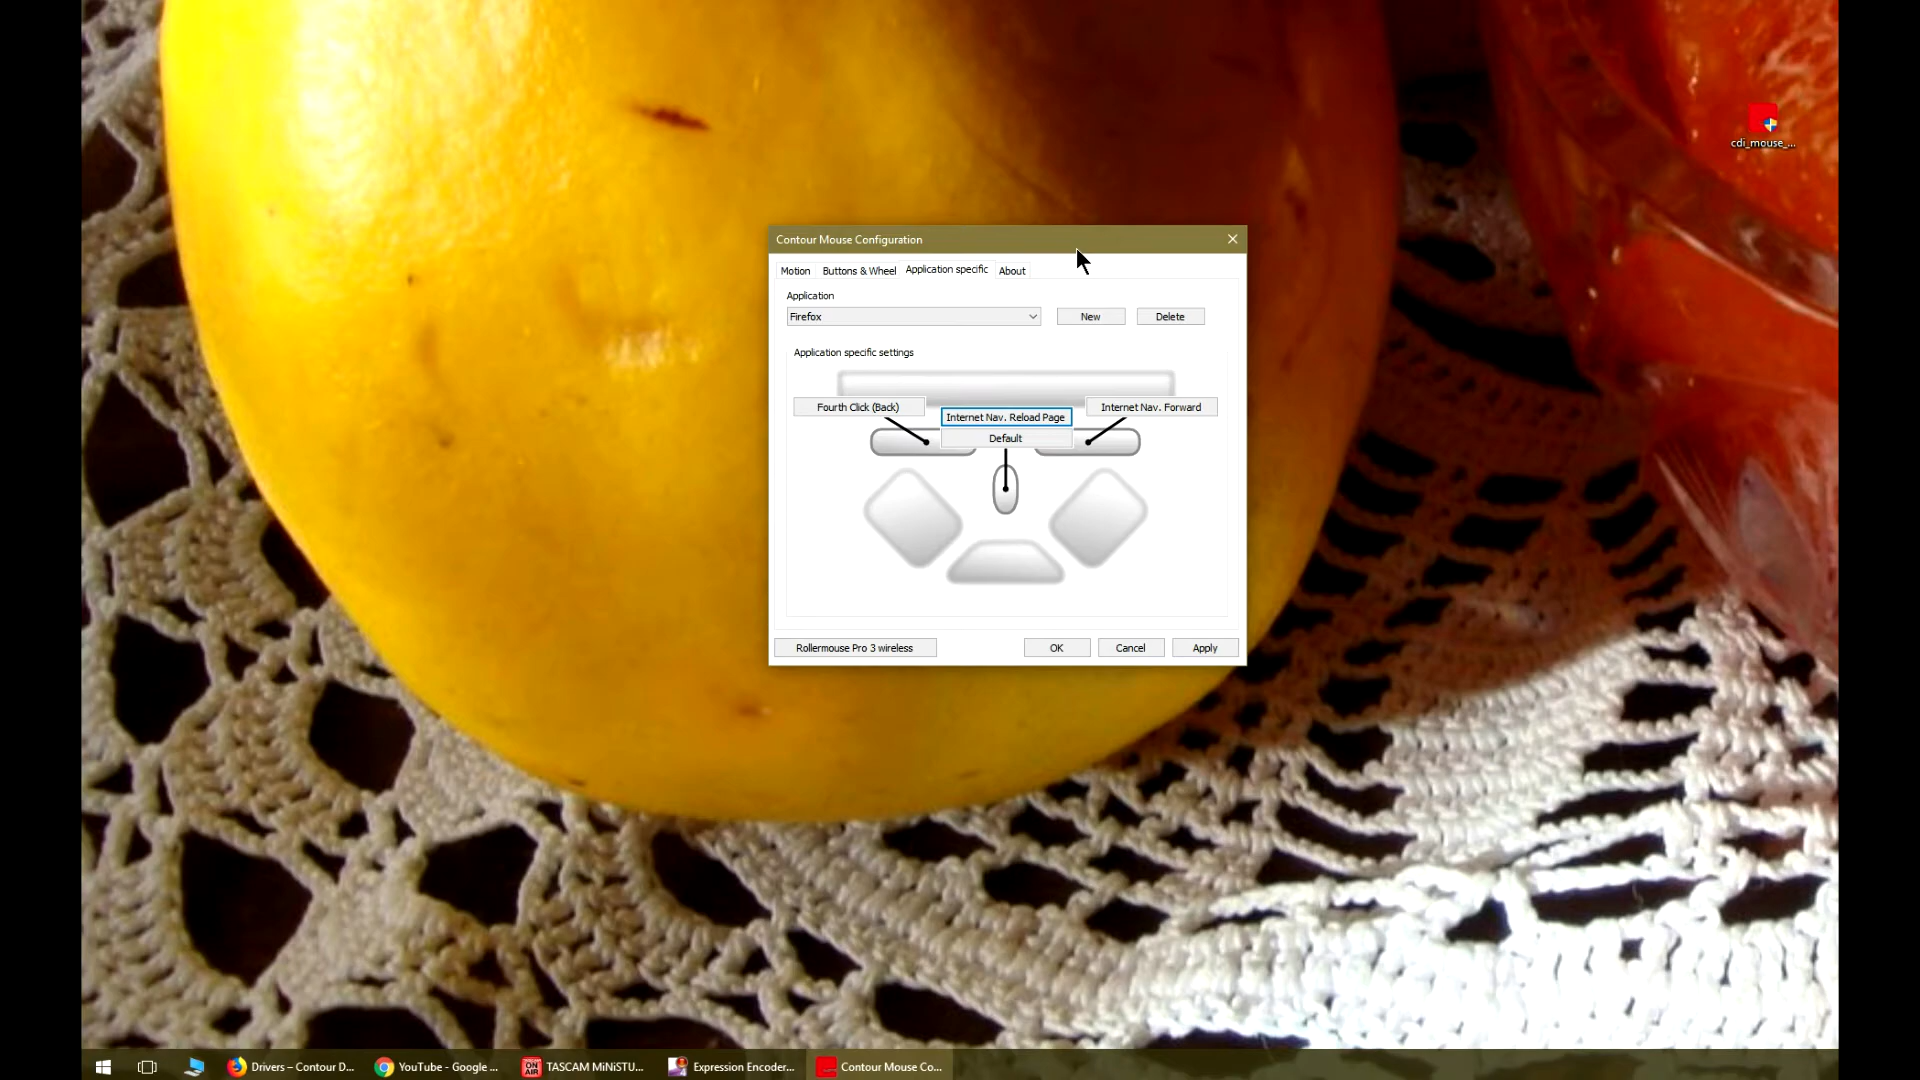 cdi_mouse_...
Contour Mouse Configuration
Motion
Buttons & Wheel
Application specific
About
Application
Firefox
New
Delete
Application specific settings
Fourth Click (Back)
Internet Nav. Reload Page
Internet Nav. Forward
Default
Rollermouse Pro 3 wireless
OK
Cancel
Apply
Drivers – Contour D...
YouTube - Google ...
ON AIR
TASCAM MiNiSTU...
Expression Encoder...
Contour Mouse Co...